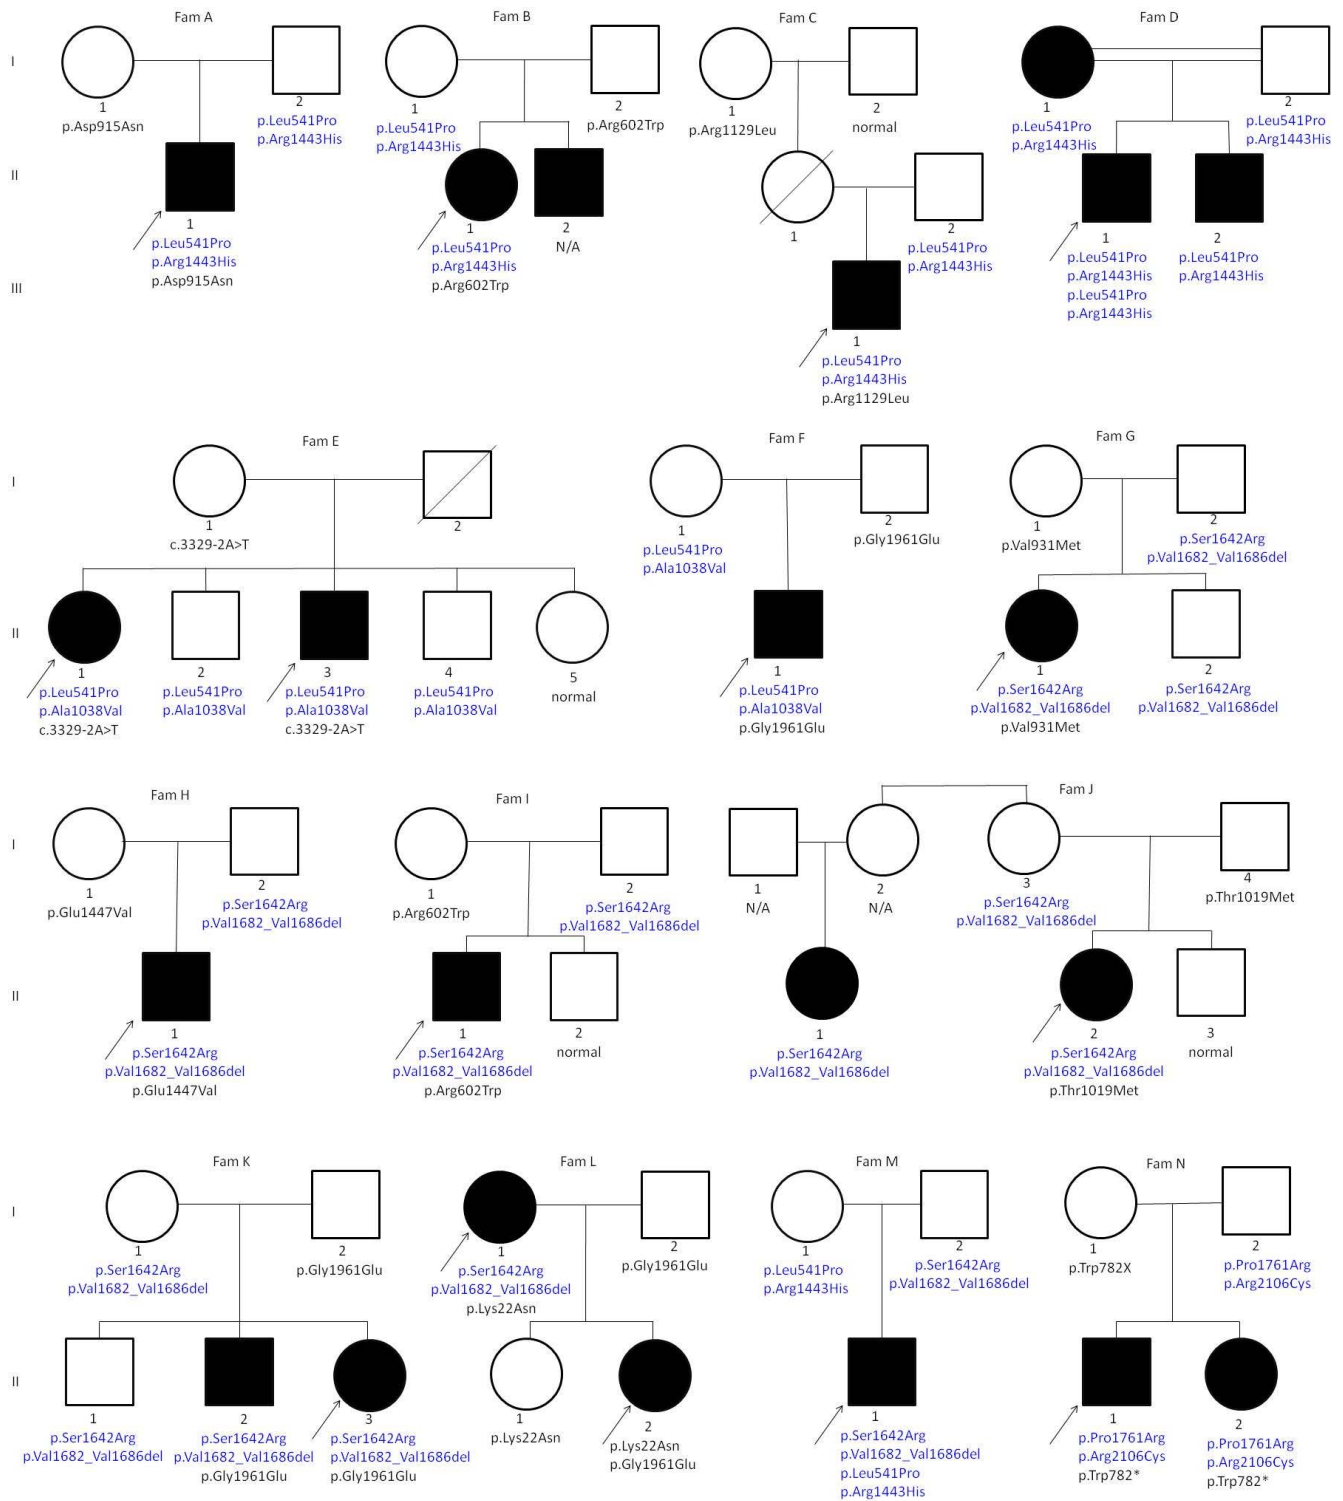 Fam A
Fam B
Fam C
Fam D
I
1
p.Asp915Asn
2
p.Leu541Pro
p.Arg1443His
1
p.Leu541Pro
p.Arg1443His
2
p.Arg602Trp
1
p.Arg1129Leu
2
normal
1
p.Leu541Pro
p.Arg1443His
2
p.Leu541Pro
p.Arg1443His
II
1
p.Leu541Pro
p.Arg1443His
p.Asp915Asn
1
p.Leu541Pro
p.Arg1443His
p.Arg602Trp
2
N/A
1
2
p.Leu541Pro
p.Arg1443His
1
p.Leu541Pro
p.Arg1443His
p.Leu541Pro
p.Arg1443His
2
p.Leu541Pro
p.Arg1443His
III
1
p.Leu541Pro
p.Arg1443His
p.Arg1129Leu
Fam E
Fam F
Fam G
I
1
c.3329-2A>T
2
1
p.Leu541Pro
p.Ala1038Val
2
p.Gly1961Glu
1
p.Val931Met
2
p.Ser1642Arg
p.Val1682_Val1686del
II
1
p.Leu541Pro
p.Ala1038Val
c.3329-2A>T
2
p.Leu541Pro
p.Ala1038Val
3
p.Leu541Pro
p.Ala1038Val
c.3329-2A>T
4
p.Leu541Pro
p.Ala1038Val
5
normal
1
p.Leu541Pro
p.Ala1038Val
p.Gly1961Glu
1
p.Ser1642Arg
p.Val1682_Val1686del
p.Val931Met
2
p.Ser1642Arg
p.Val1682_Val1686del
Fam H
Fam I
Fam J
I
1
p.Glu1447Val
2
p.Ser1642Arg
p.Val1682_Val1686del
1
p.Arg602Trp
2
p.Ser1642Arg
p.Val1682_Val1686del
1
N/A
2
N/A
3
p.Ser1642Arg
p.Val1682_Val1686del
4
p.Thr1019Met
II
1
p.Ser1642Arg
p.Val1682_Val1686del
p.Glu1447Val
1
p.Ser1642Arg
p.Val1682_Val1686del
p.Arg602Trp
2
normal
1
p.Ser1642Arg
p.Val1682_Val1686del
2
p.Ser1642Arg
p.Val1682_Val1686del
p.Thr1019Met
3
normal
Fam K
Fam L
Fam M
Fam N
I
1
p.Ser1642Arg
p.Val1682_Val1686del
2
p.Gly1961Glu
1
p.Ser1642Arg
p.Val1682_Val1686del
p.Lys22Asn
2
p.Gly1961Glu
1
p.Leu541Pro
p.Arg1443His
2
p.Ser1642Arg
p.Val1682_Val1686del
1
p.Trp782X
2
p.Pro1761Arg
p.Arg2106Cys
II
1
p.Ser1642Arg
p.Val1682_Val1686del
2
p.Ser1642Arg
p.Val1682_Val1686del
p.Gly1961Glu
3
p.Ser1642Arg
p.Val1682_Val1686del
p.Gly1961Glu
1
p.Lys22Asn
2
p.Lys22Asn
p.Gly1961Glu
1
p.Ser1642Arg
p.Val1682_Val1686del
p.Leu541Pro
p.Arg1443His
1
p.Pro1761Arg
p.Arg2106Cys
p.Trp782*
2
p.Pro1761Arg
p.Arg2106Cys
p.Trp782*